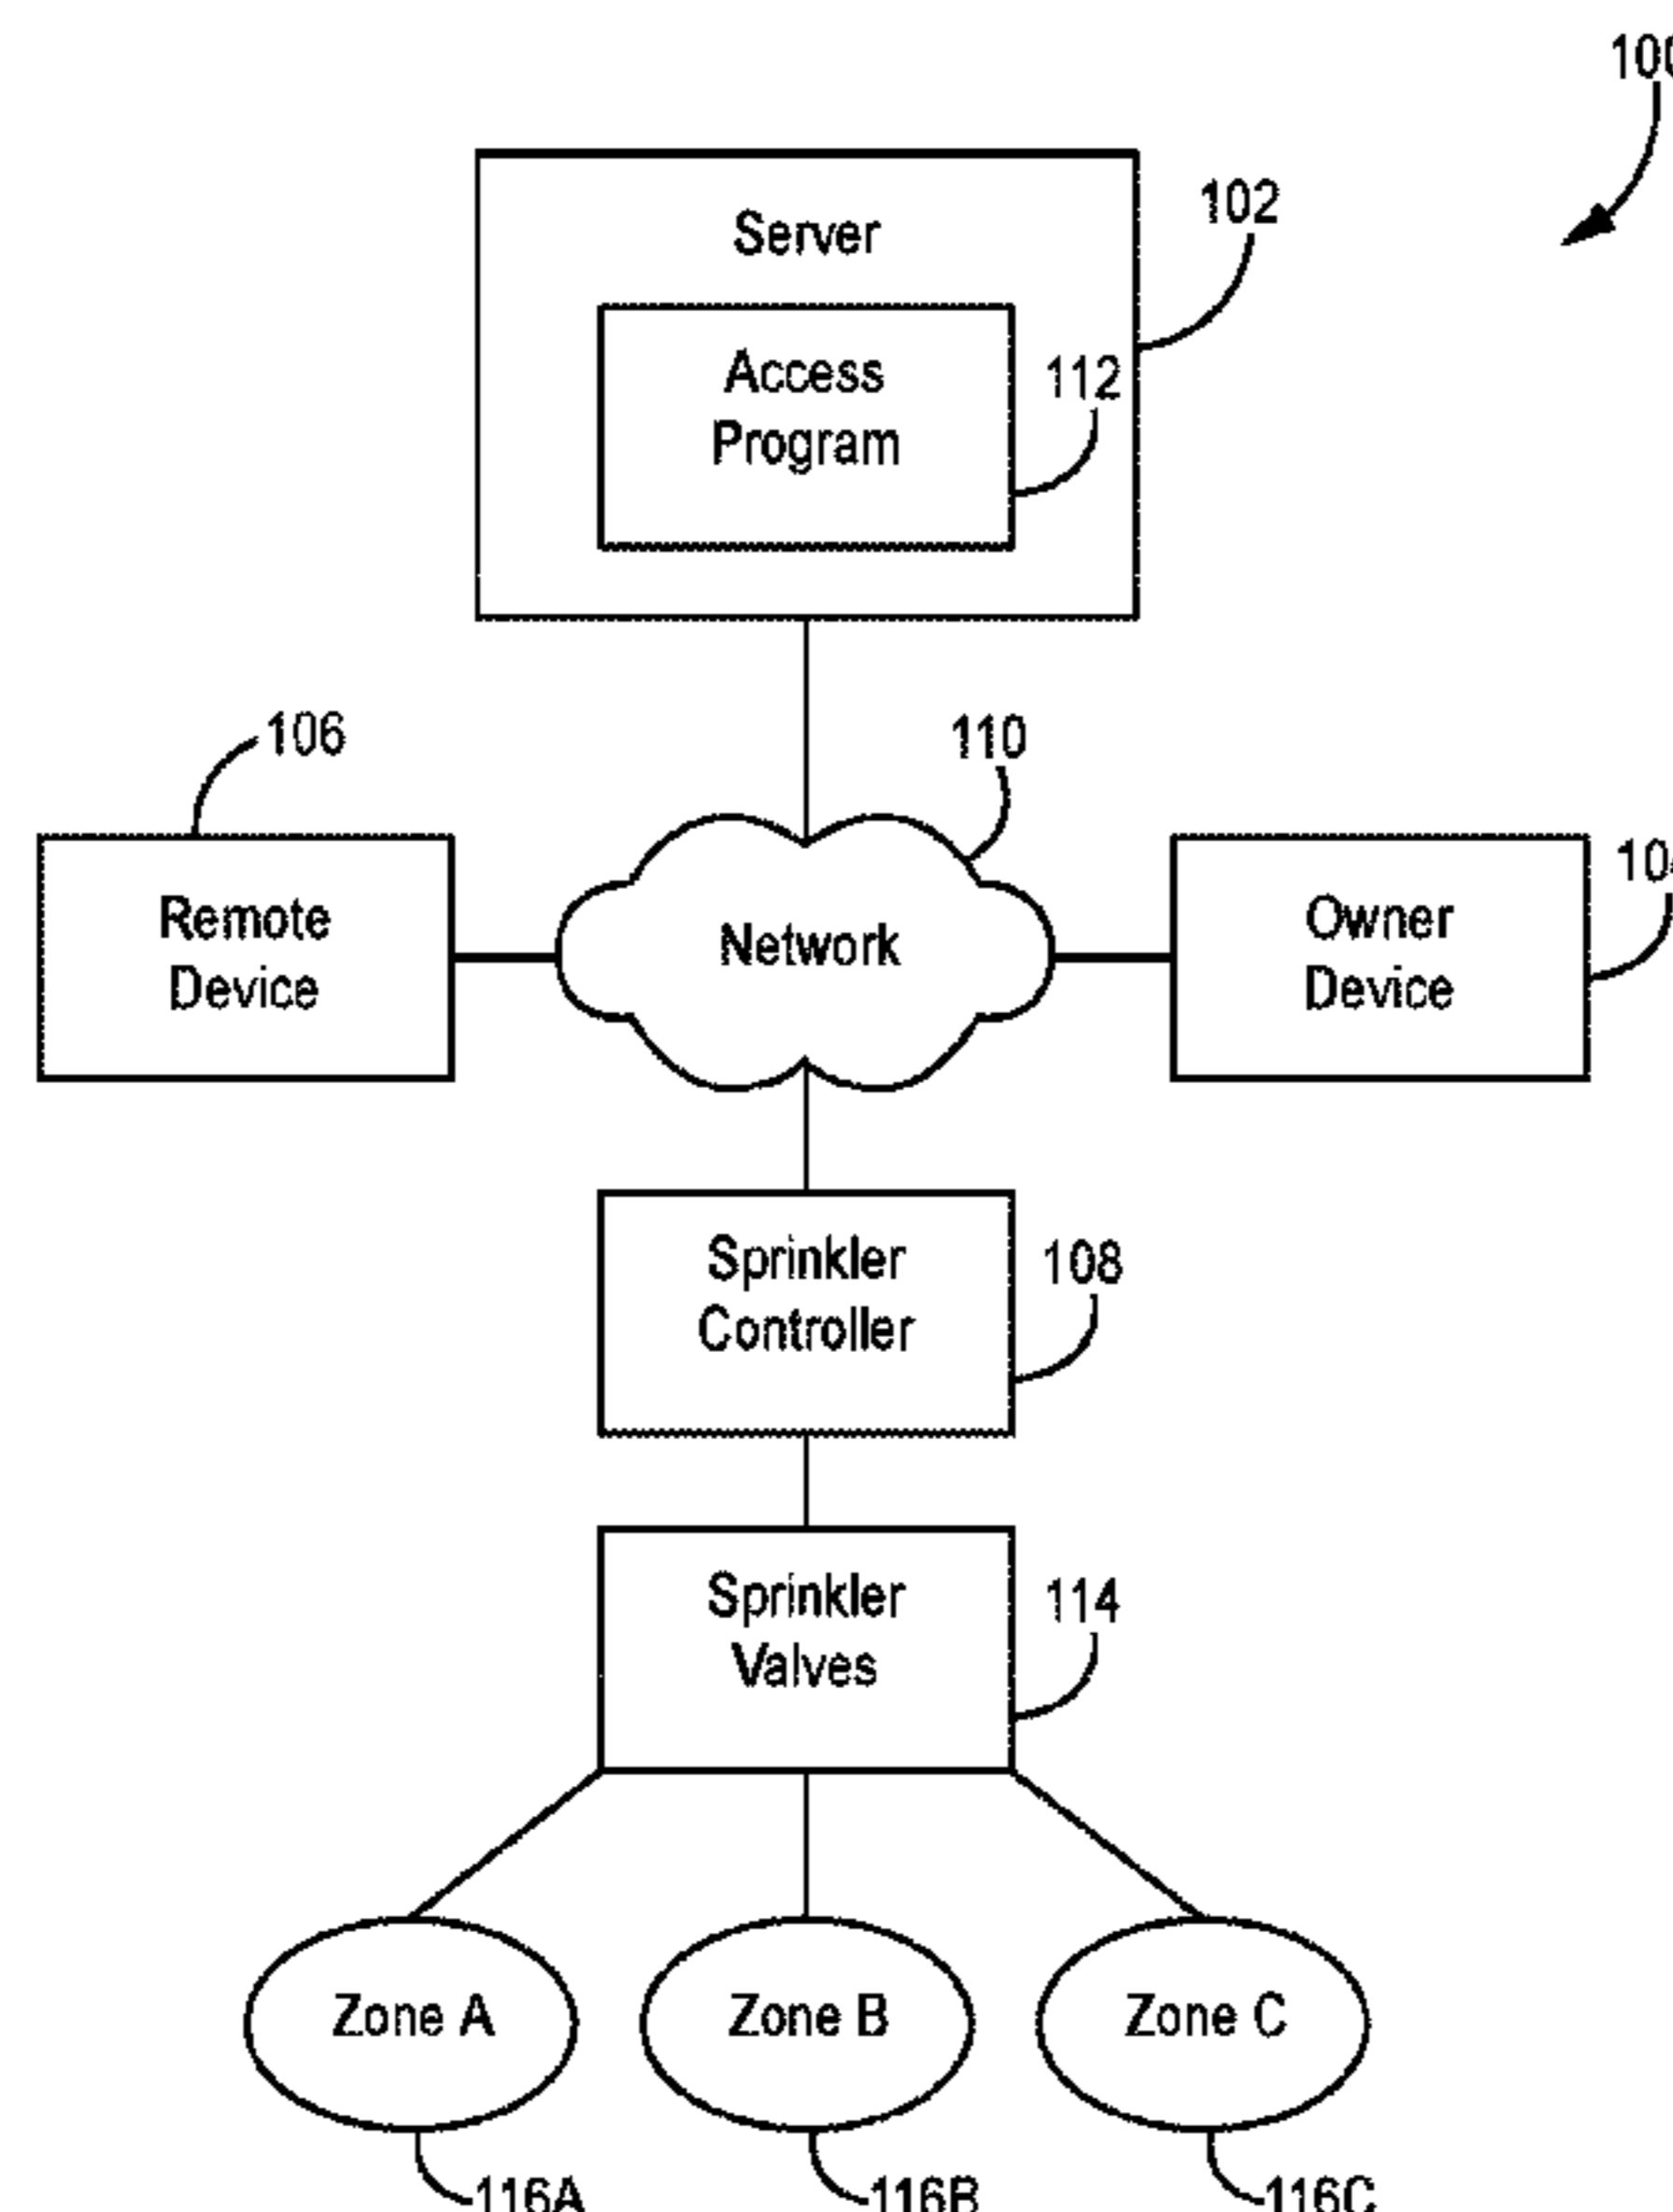 100
102
Server
Access
Program
112
106
110
Remote
Device
Network
Owner
Device
104
Sprinkler
Controller
108
Sprinkler
Valves
114
Zone A
Zone B
Zone C
116A
116B
116C